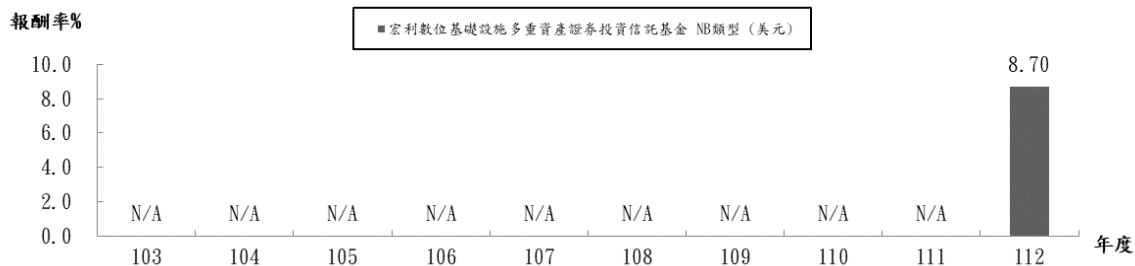 報酬率%
■宏利數位基礎設施多重資產證券投資信託基金 NB類型 (美元)
10.0
8.0
6.0
4.0
2.0
0.0
N/A N/A N/A N/A N/A N/A N/A N/A N/A 8.70
103 104 105 106 107 108 109 110 111 112
年度